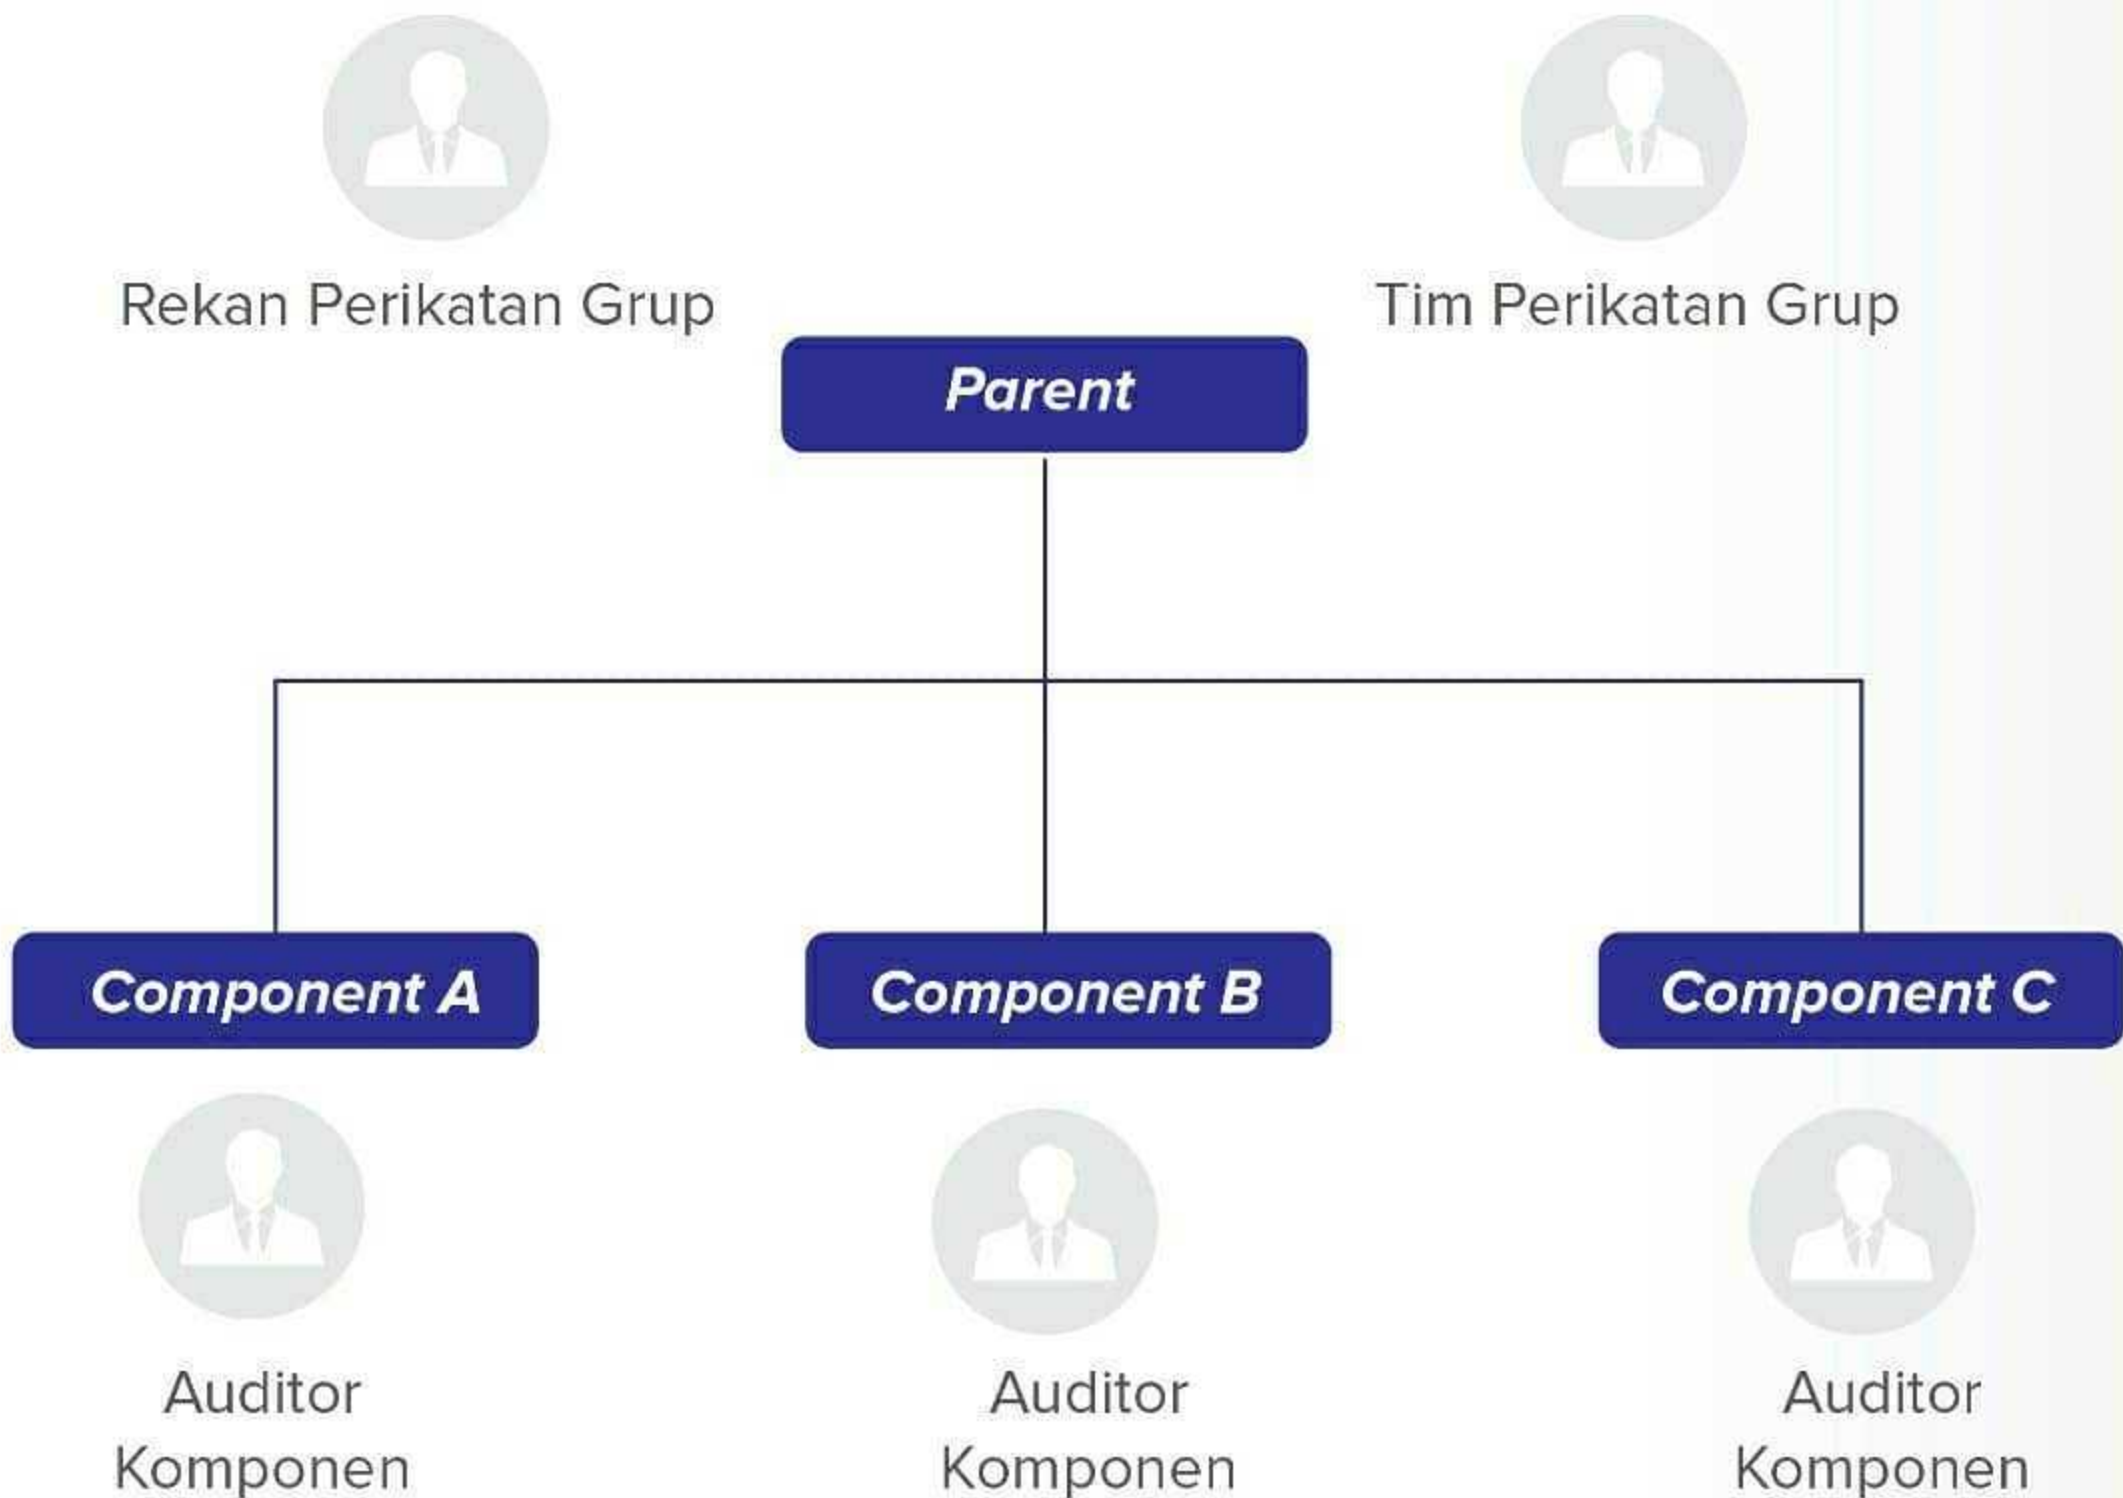 Rekan Perikatan Grup
Tim Perikatan Grup
Parent
Component A
Component B
Component C
Auditor
Komponen
Auditor
Komponen
Auditor
Komponen